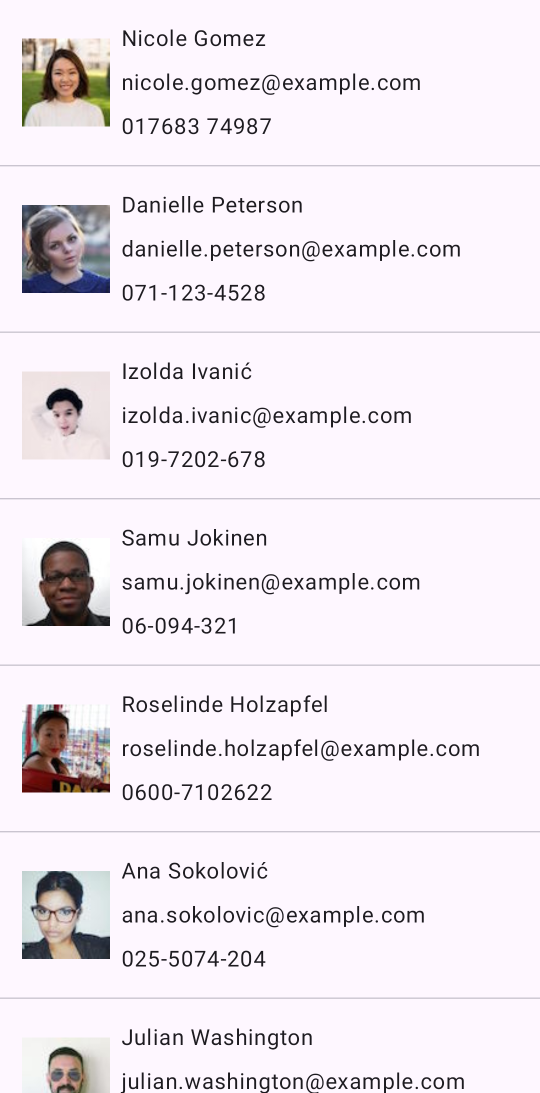 Nicole Gomez
nicole.gomez@example.com
017683 74987
Danielle Peterson
danielle.peterson@example.com
071-123-4528
Izolda Ivanić
izolda.ivanic@example.com
019-7202-678
Samu Jokinen
samu.jokinen@example.com
06-094-321
Roselinde Holzapfel
roselinde.holzapfel@example.com
0600-7102622
Ana Sokolović
ana.sokolovic@example.com
025-5074-204
Julian Washington
julian.washington@example.com